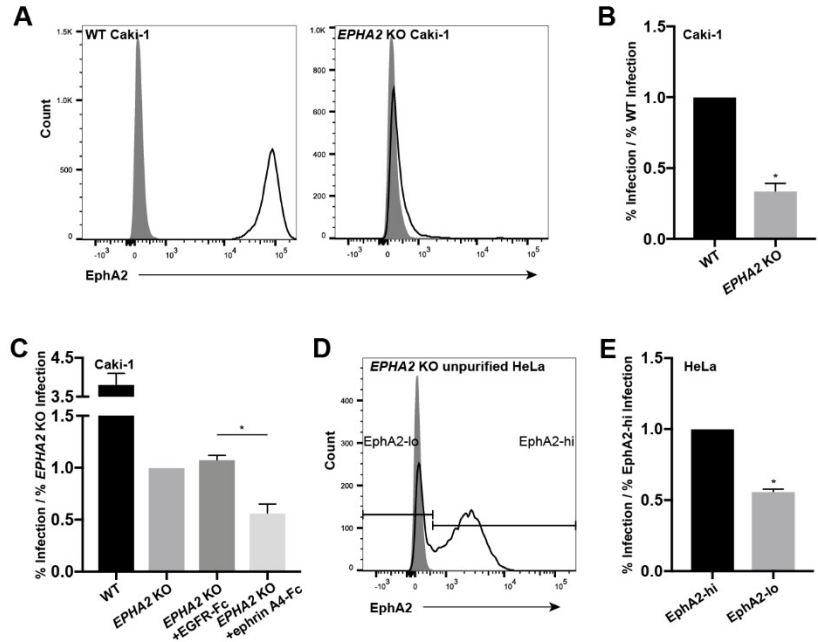 A
WT Caki-1
1.5K
1.0K
500
0
Count
-10³ 0 10³ 10⁴ 10⁵
EPHA2 KO Caki-1
1.0K
800
600
400
200
0
-10³ 0 10³ 10⁴ 10⁵
EphA2
B
Caki-1
% Infection / % WT Infection
1.5
1.0
0.5
0.0
*
WT
EPHA2 KO
C
Caki-1
% Infection / % EPHA2 KO Infection
4.5
3.5
1.5
1.0
0.5
0.0
*
WT
EPHA2 KO
EPHA2 KO
+EGFR-Fc
EPHA2 KO
+ephrin A4-Fc
D
EPHA2 KO unpurified HeLa
EphA2-lo
EphA2-hi
Count
400
300
200
100
0
-10³ 0 10³ 10⁴ 10⁵
EphA2
E
HeLa
% Infection / % EphA2-hi Infection
1.5
1.0
0.5
0.0
*
EphA2-hi
EphA2-lo